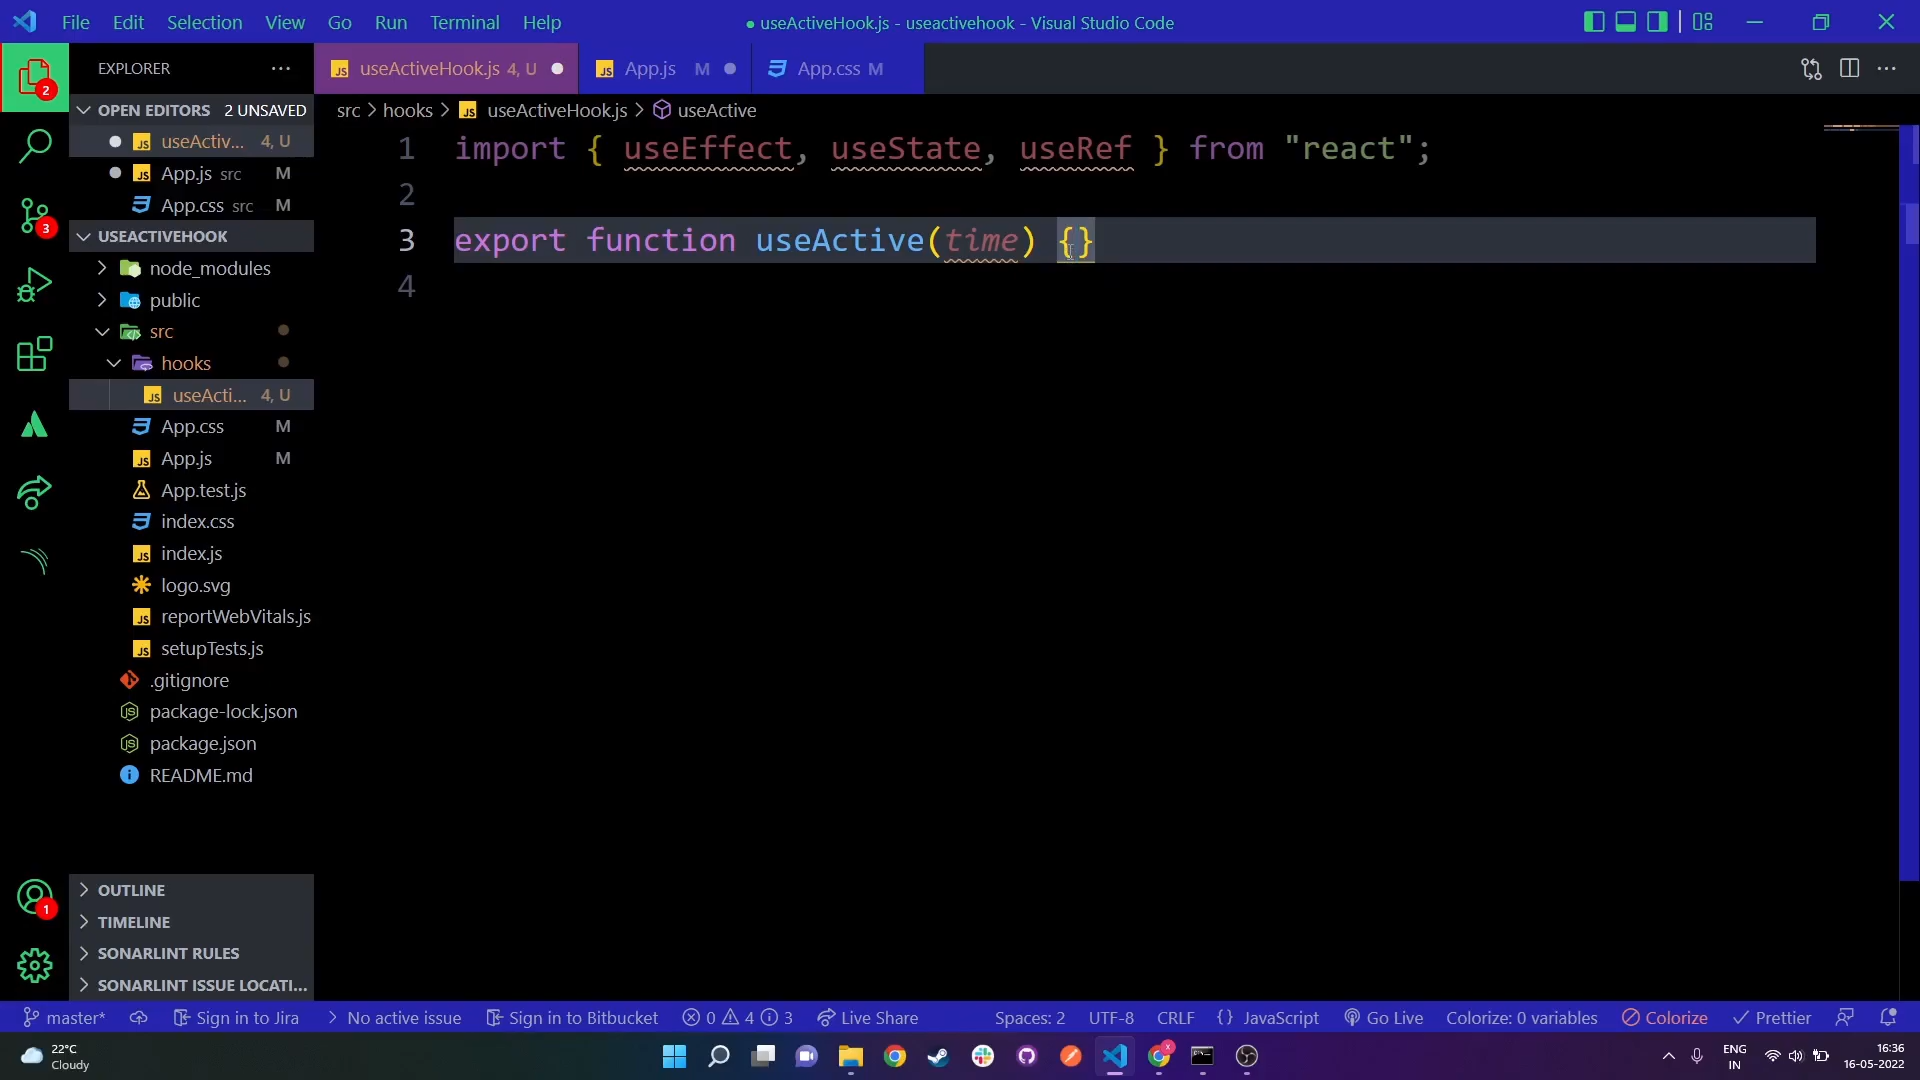 File Edit Selection View Go Run Terminal Help
● useActiveHook.js - useactivehook - Visual Studio Code
EXPLORER ···
useActiveHook.js 4, U
App.js M
App.css M
OPEN EDITORS 2 UNSAVED
useActiv... 4, U
App.js src M
App.css src M
USEACTIVEHOOK
node_modules
public
src
hooks
useActi... 4, U
App.css M
App.js M
App.test.js
index.css
index.js
logo.svg
reportWebVitals.js
setupTests.js
.gitignore
package-lock.json
package.json
README.md
OUTLINE
TIMELINE
SONARLINT RULES
SONARLINT ISSUE LOCATI...
2
3
1
src > hooks > useActiveHook.js > useActive
1 import { useEffect, useState, useRef } from "react";
2
3 export function useActive(time) {}
4
master* Sign in to Jira > No active issue Sign in to Bitbucket 0 4 3 Live Share Spaces: 2 UTF-8 CRLF {} JavaScript Go Live Colorize: 0 variables Colorize Prettier
22°C
Cloudy
ENG
IN
16:36
16-05-2022